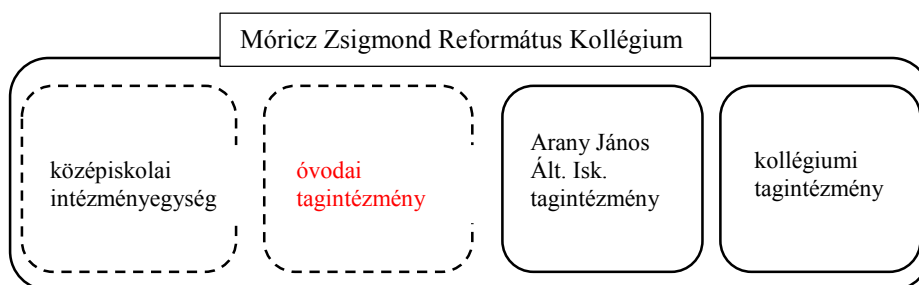 Móricz Zsigmond Református Kollégium
középiskolai
intézményegység
óvodai
tagintézmény
Arany János
Ált. Isk.
tagintézmény
kollégiumi
tagintézmény